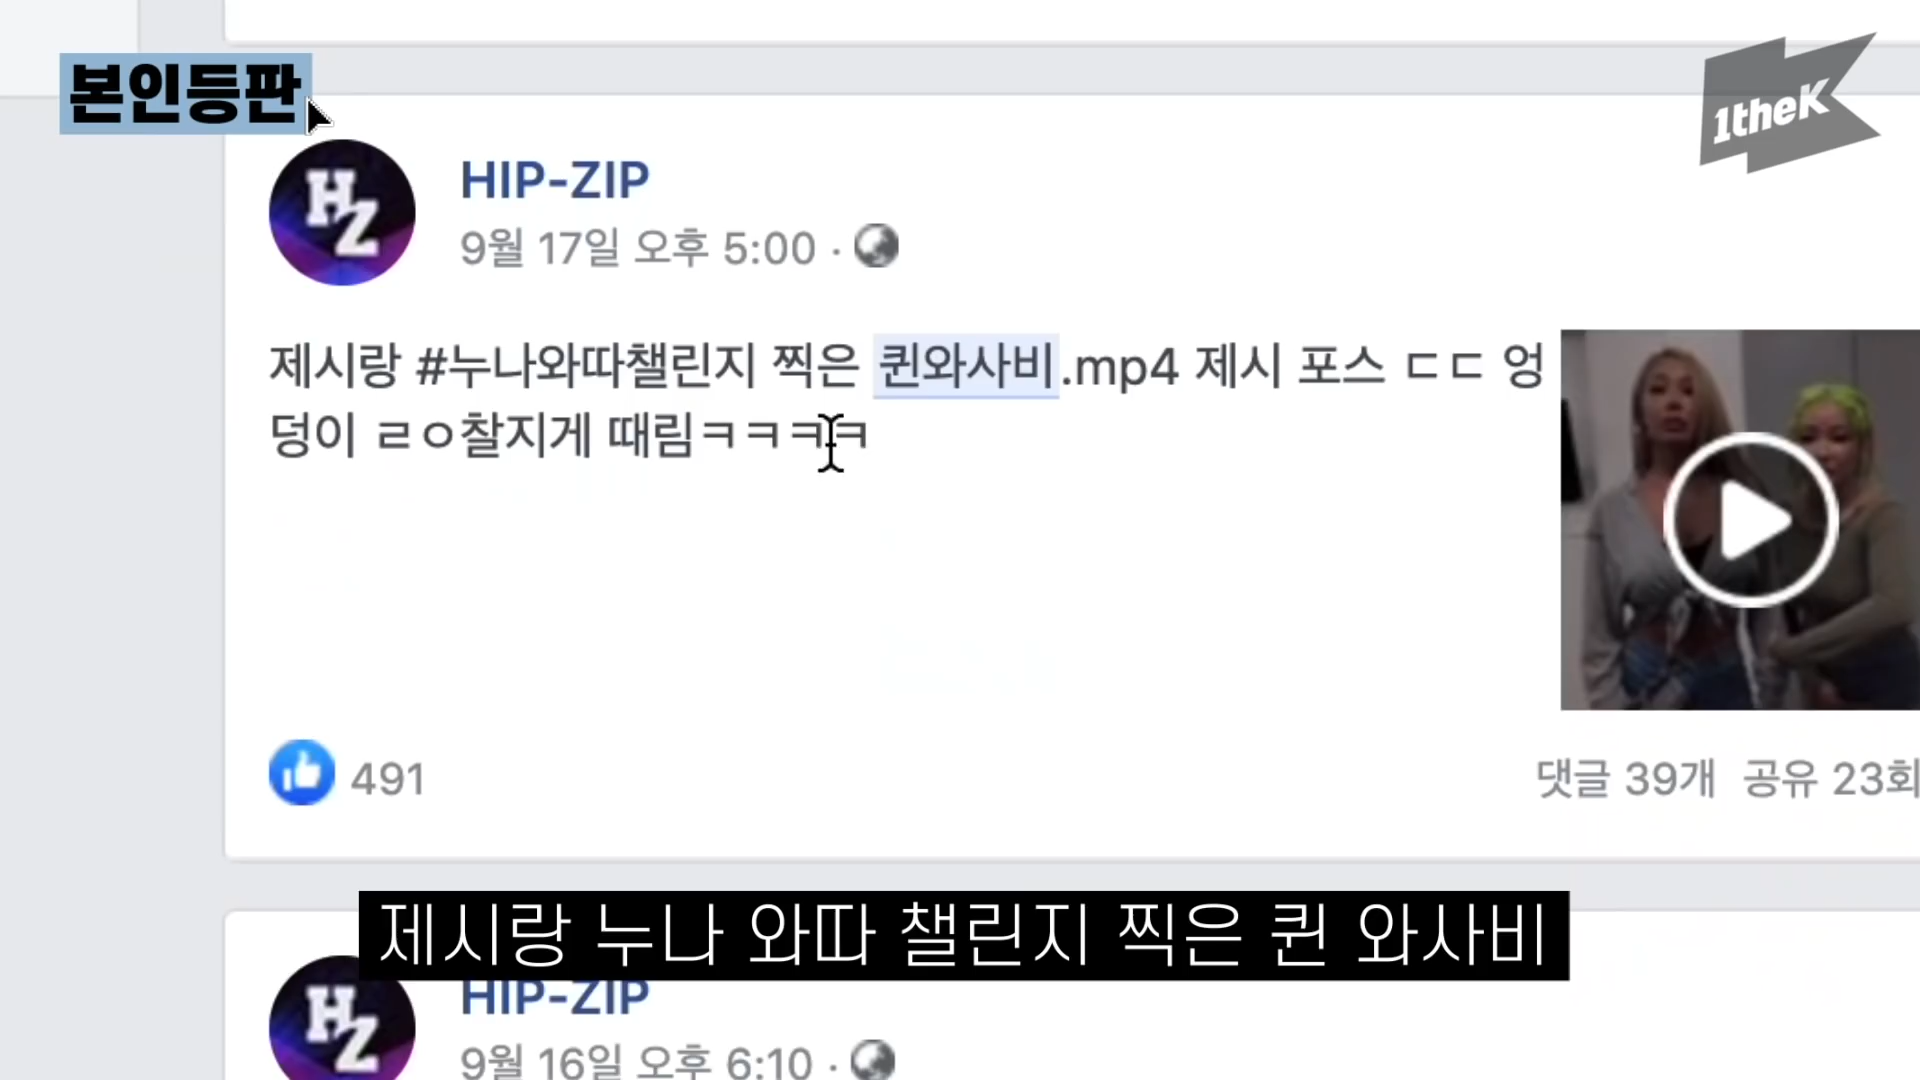 본인등판
1theK
HZ
HIP-ZIP
9월 17일 오후 5:00 ·
제시랑 #누나와따챌린지 찍은 퀸와사비.mp4 제시 포스 ㄷㄷ 엉
덩이 ㄹㅇ찰지게 때림ㅋㅋㅋㅋ
491
댓글 39개 공유 23회
제시랑 누나 와따 챌린지 찍은 퀸 와사비
HZ
HIP-ZIP
9월 16일 오후 6:10 ·